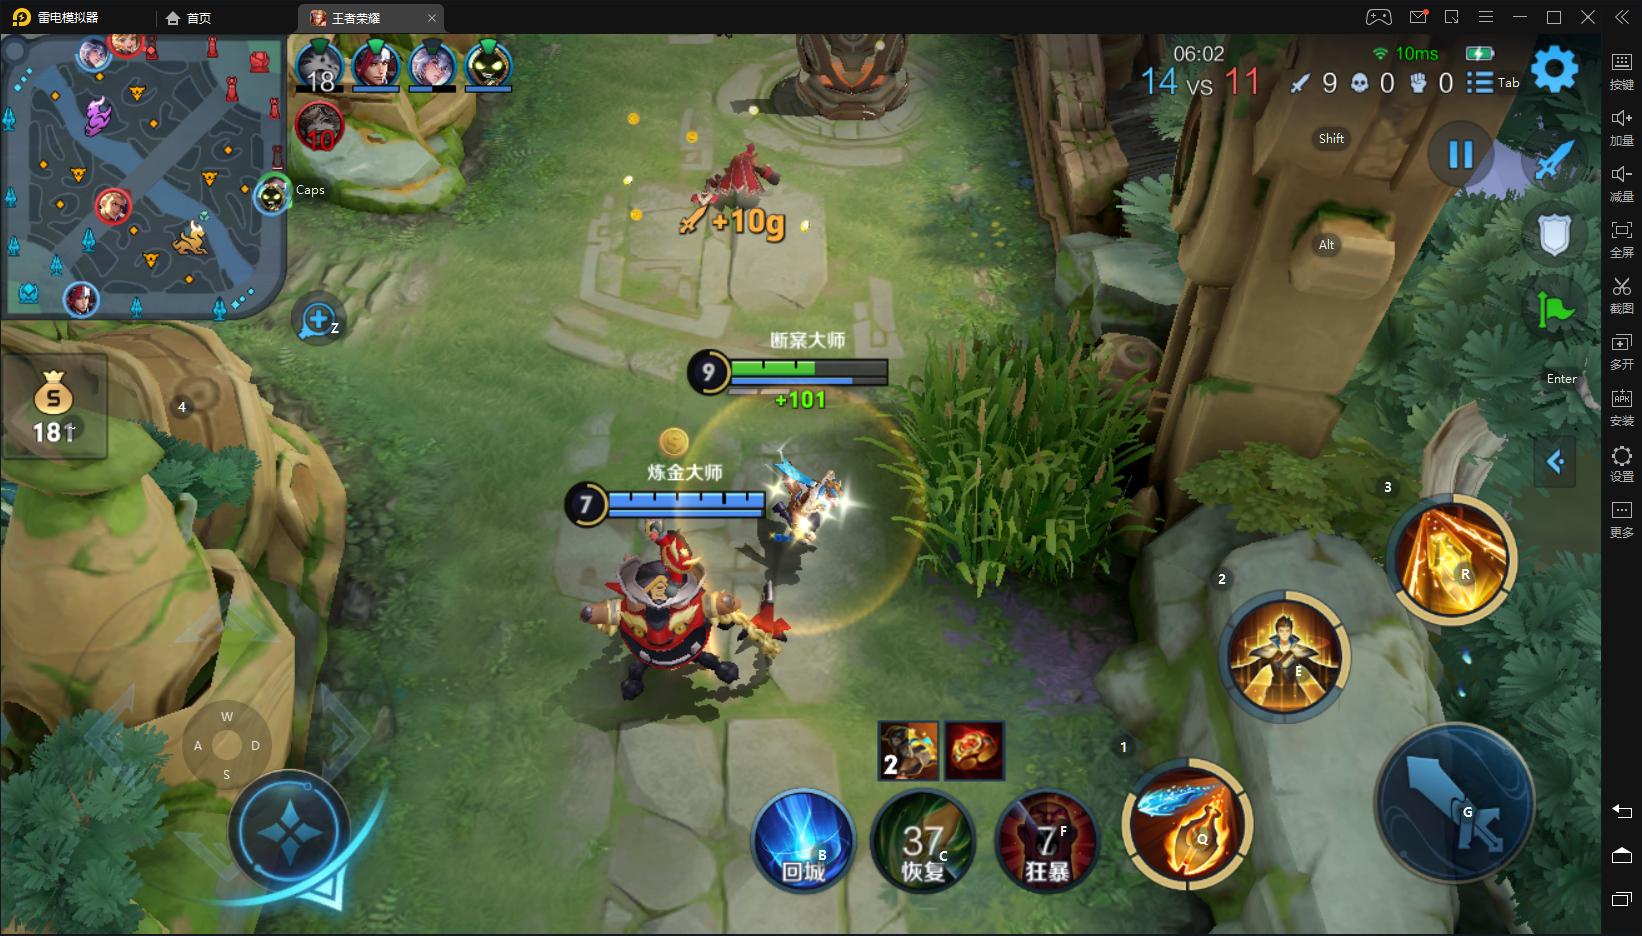 雷电模拟器
首页
王者荣耀
18
10
Caps
Z
06:02
14 vs 11
9 0 0
Tab
10ms
Shift
Alt
Enter
+10g
断案大师
9
+101
炼金大师
7
S
181
4
W
A
D
S
2
回城
B
37
恢复
C
7
狂暴
F
1
Q
2
E
3
R
G
按键
加量
减量
全屏
截图
多开
APK
安装
设置
更多